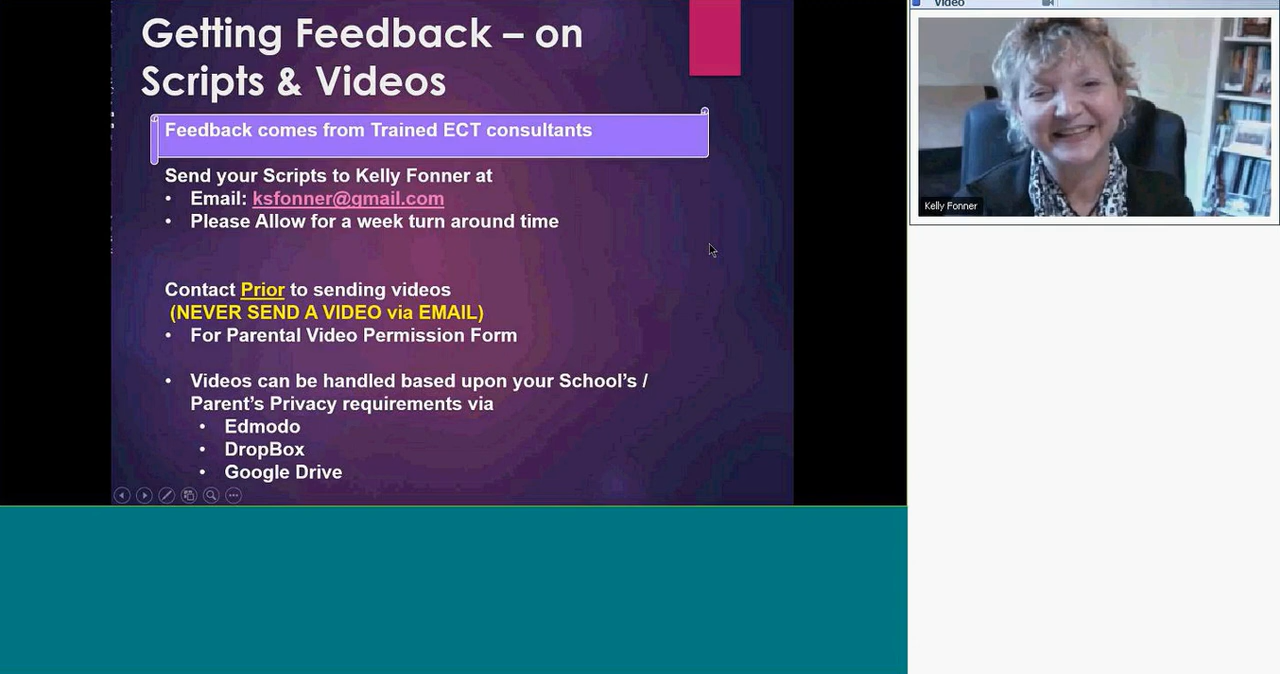 Getting Feedback – on
Scripts & Videos
Feedback comes from Trained ECT consultants
Send your Scripts to Kelly Fonner at
• Email: ksfonner@gmail.com
• Please Allow for a week turn around time
Contact Prior to sending videos
(NEVER SEND A VIDEO via EMAIL)
• For Parental Video Permission Form
• Videos can be handled based upon your School's /
Parent's Privacy requirements via
• Edmodo
• DropBox
• Google Drive
Video
Kelly Fonner